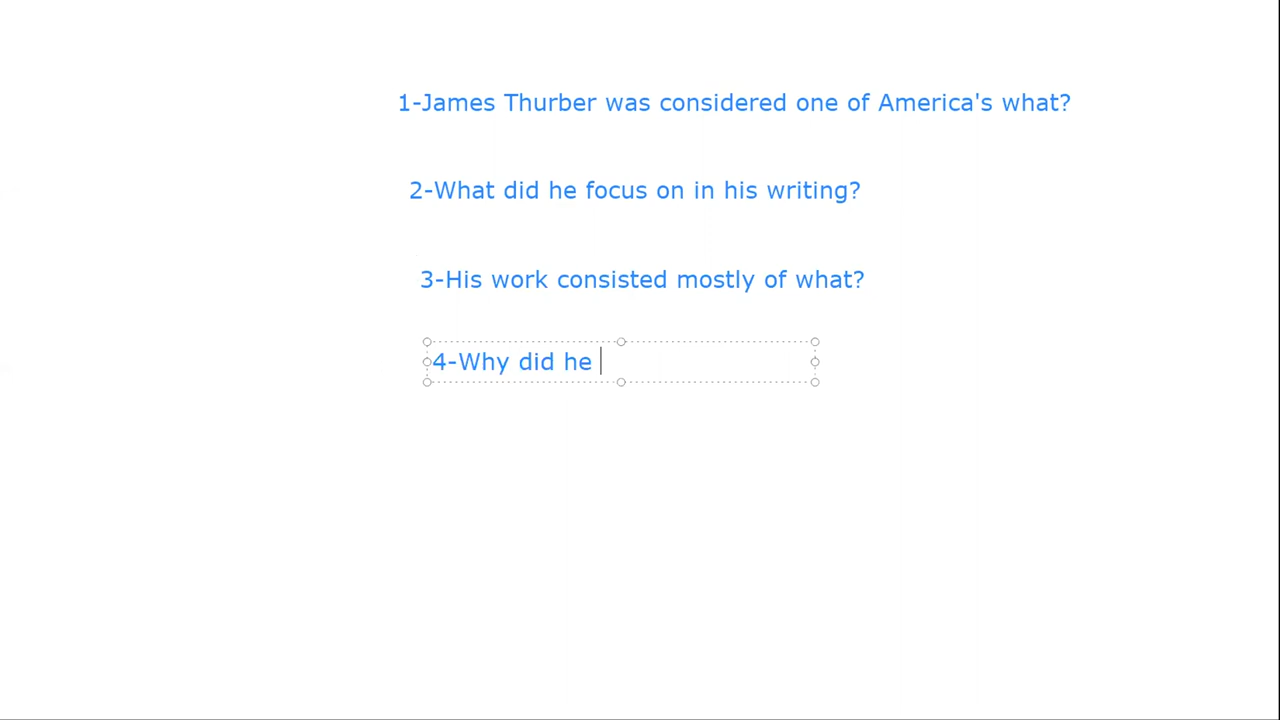 1-James Thurber was considered one of America's what?
2-What did he focus on in his writing?
3-His work consisted mostly of what?
4-Why did he